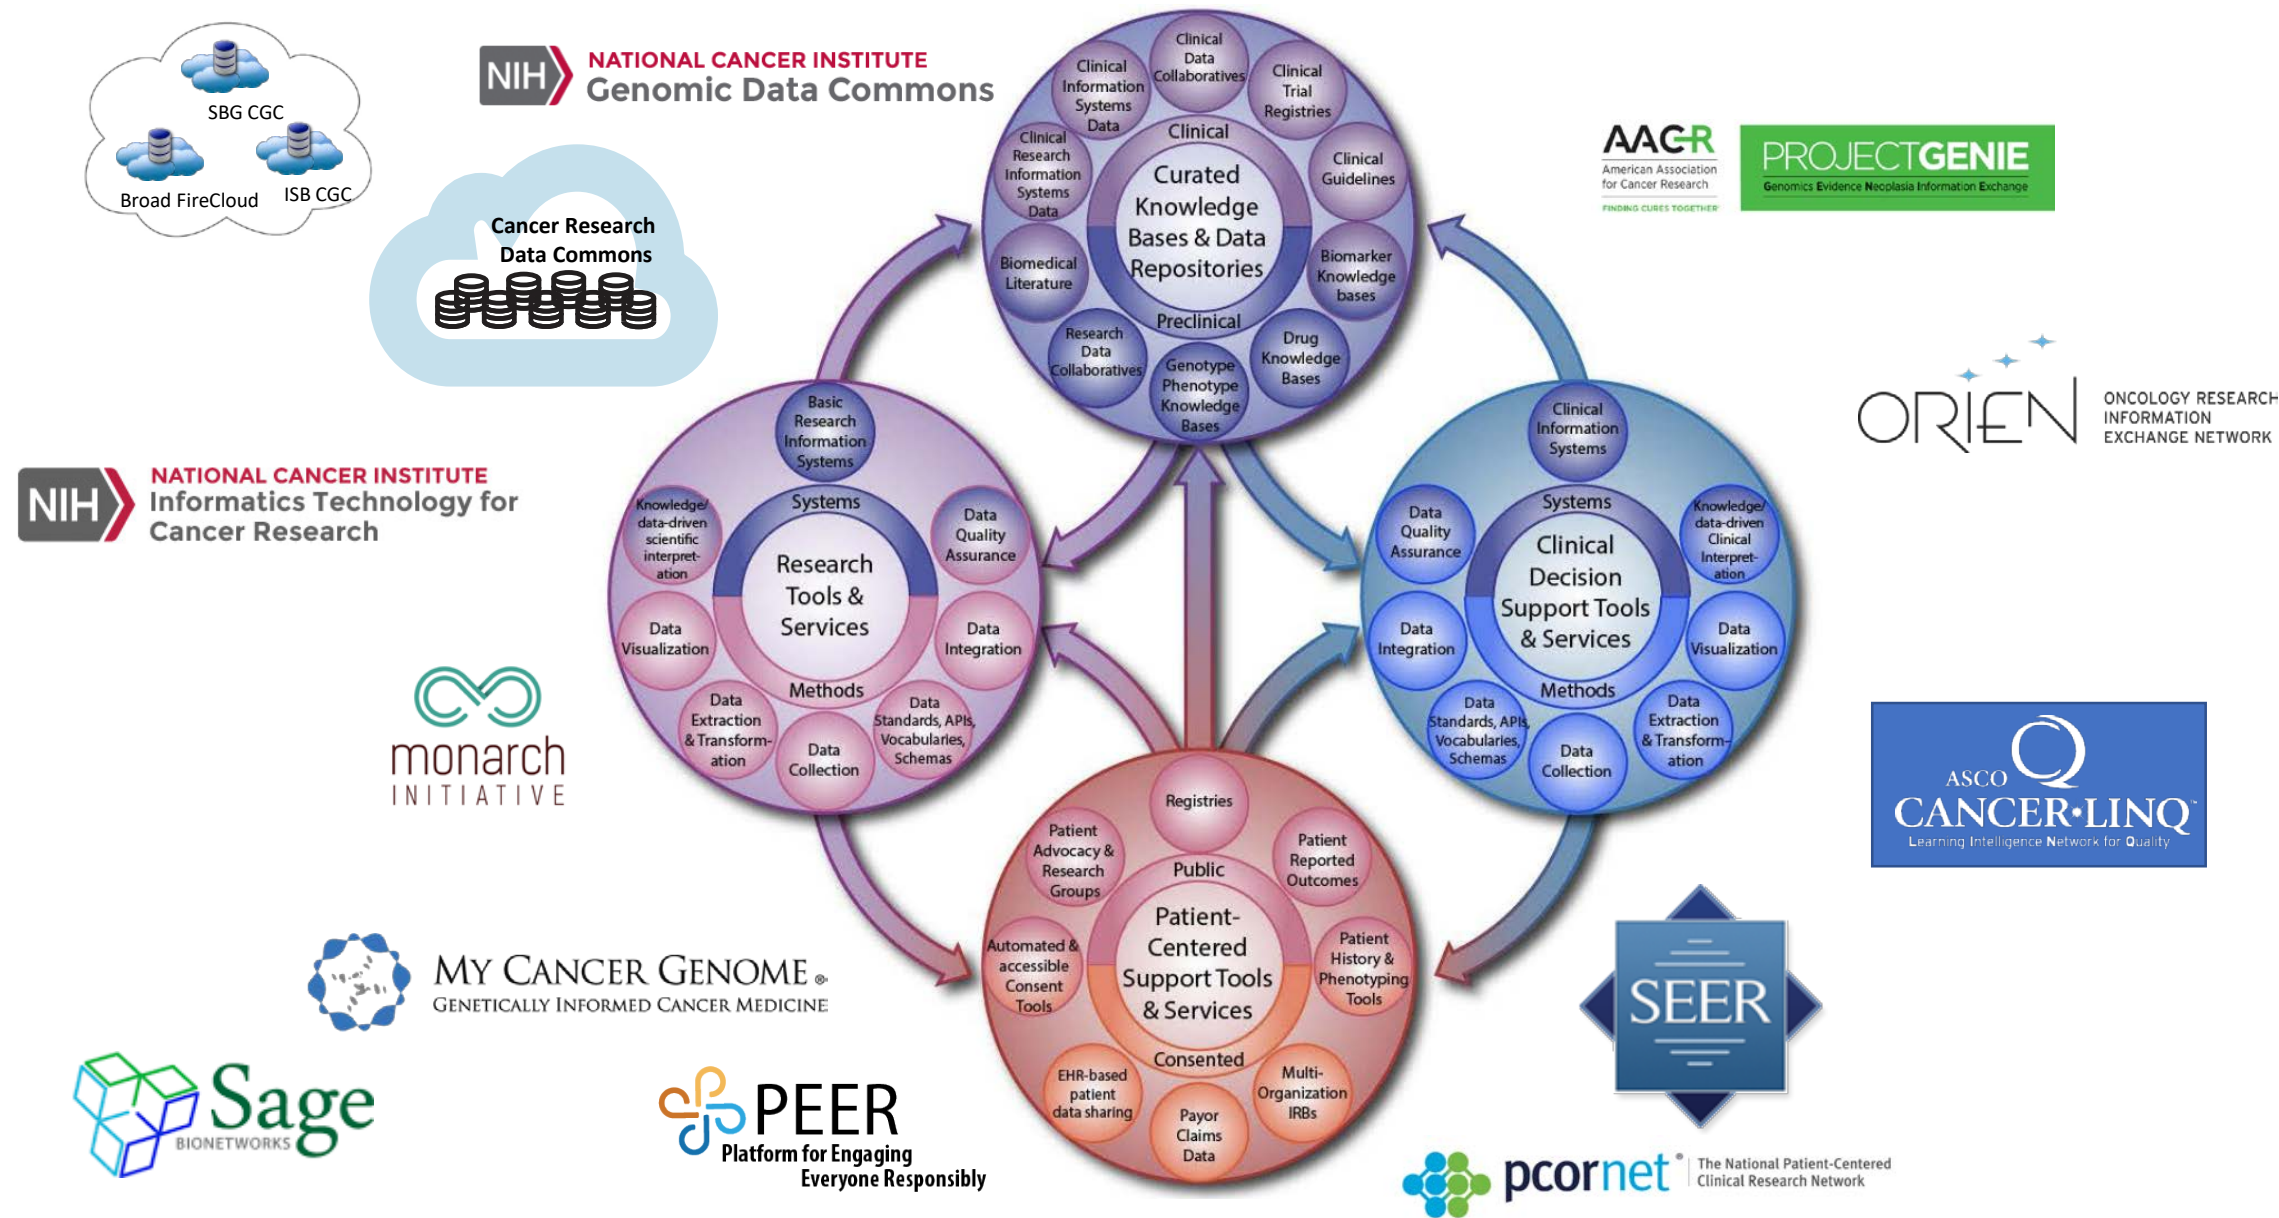 SBG CGC
Broad FireCloud
ISB CGC
NIH
NATIONAL CANCER INSTITUTE
Genomic Data Commons
Cancer Research
Data Commons
NIH
NATIONAL CANCER INSTITUTE
Informatics Technology for
Cancer Research
monarch
INITIATIVE
MY CANCER GENOME®
GENETICALLY INFORMED CANCER MEDICINE
Sage
BIONETWORKS
PEER
Platform for Engaging
Everyone Responsibly
Clinical
Data
Collaboratives
Clinical
Information
Systems
Data
Clinical
Trial
Registries
Clinical
Research
Information
Systems
Data
Clinical
Guidelines
Clinical
Curated
Knowledge
Bases & Data
Repositories
Preclinical
Biomedical
Literature
Biomarker
Knowledge
bases
Research
Data
Collaboratives
Genotype
Phenotype
Knowledge
Bases
Drug
Knowledge
Bases
Basic
Research
Information
Systems
Knowledge/
data-driven
scientific
interpret-
ation
Systems
Data
Quality
Assurance
Research
Tools &
Services
Data
Visualization
Data
Integration
Methods
Data
Extraction
& Transform-
ation
Data
Collection
Data
Standards, APIs,
Vocabularies,
Schemas
Clinical
Information
Systems
Data
Quality
Assurance
Systems
Knowledge/
data-driven
Clinical
Interpret-
ation
Clinical
Decision
Support Tools
& Services
Data
Integration
Data
Visualization
Methods
Data
Standards, APIs,
Vocabularies,
Schemas
Data
Collection
Data
Extraction
& Transform-
ation
Registries
Patient
Advocacy &
Research
Groups
Public
Patient
Reported
Outcomes
Automated &
accessible
Consent
Tools
Patient-
Centered
Support Tools
& Services
Patient
History &
Phenotyping
Tools
Consented
EHR-based
patient
data sharing
Payor
Claims
Data
Multi-
Organization
IRBs
AACR
American Association
for Cancer Research
FINDING CURES TOGETHER
PROJECTGENIE
Genomics Evidence Neoplasia Information Exchange
ORIEN
ONCOLOGY RESEARCH
INFORMATION
EXCHANGE NETWORK
ASCO
CANCER LINQ™
Learning Intelligence Network for Quality
SEER
pcornet®
The National Patient-Centered
Clinical Research Network